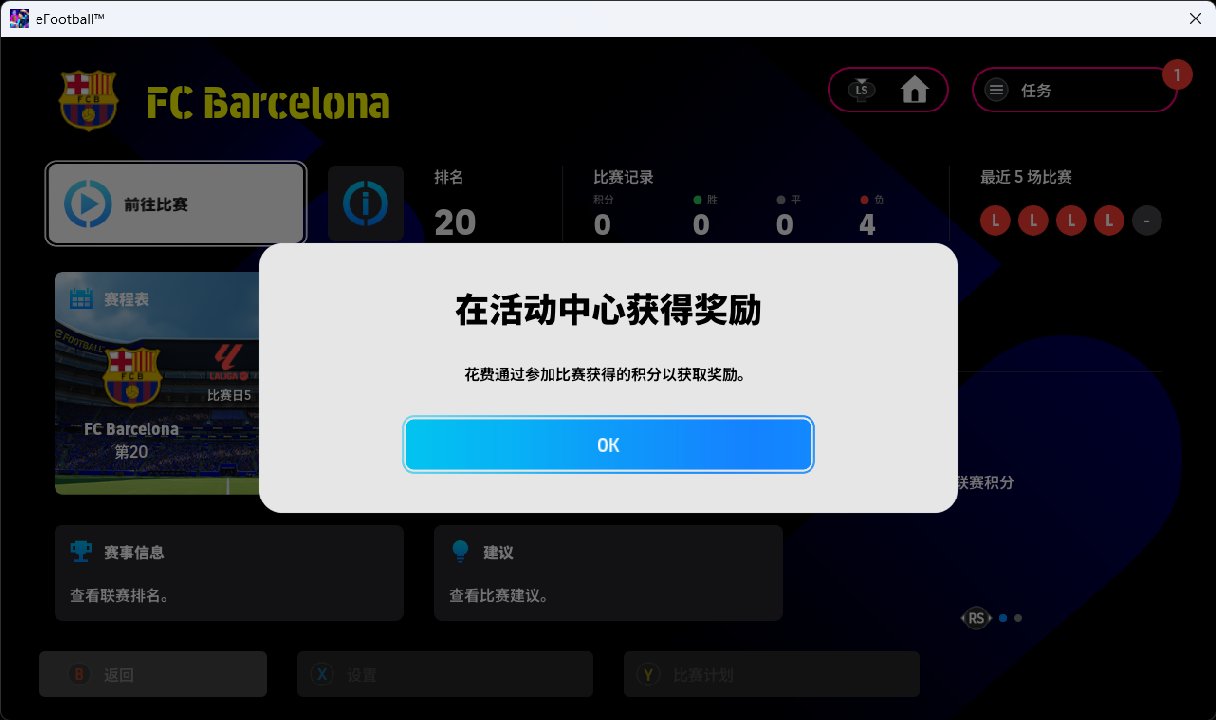 eFootball™
FC Barcelona
LS
任务
1
前往比赛
排名
20
比赛记录
积分
0
胜
0
平
0
负
4
最近 5 场比赛
L
L
L
L
-
赛程表
EFOOTBALL
FCB
LALIGA
比赛日5
FC Barcelona
第20
在活动中心获得奖励
花费通过参加比赛获得的积分以获取奖励。
OK
联赛积分
赛事信息
查看联赛排名。
建议
查看比赛建议。
RS
B 返回
X 设置
Y 比赛计划